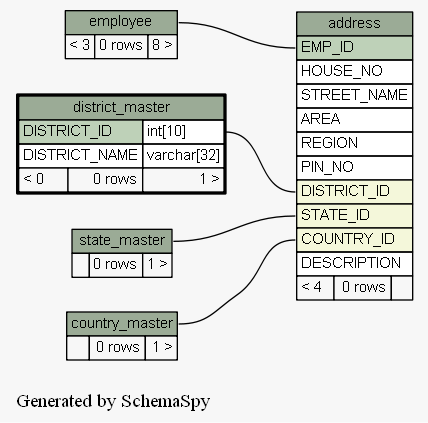 employee
< 3 0 rows 8 >
address
EMP_ID
HOUSE_NO
STREET_NAME
AREA
REGION
PIN_NO
DISTRICT_ID
STATE_ID
COUNTRY_ID
DESCRIPTION
< 4 0 rows
district_master
DISTRICT_ID int[10]
DISTRICT_NAME varchar[32]
< 0 0 rows 1 >
state_master
0 rows 1 >
country_master
0 rows 1 >
Generated by SchemaSpy